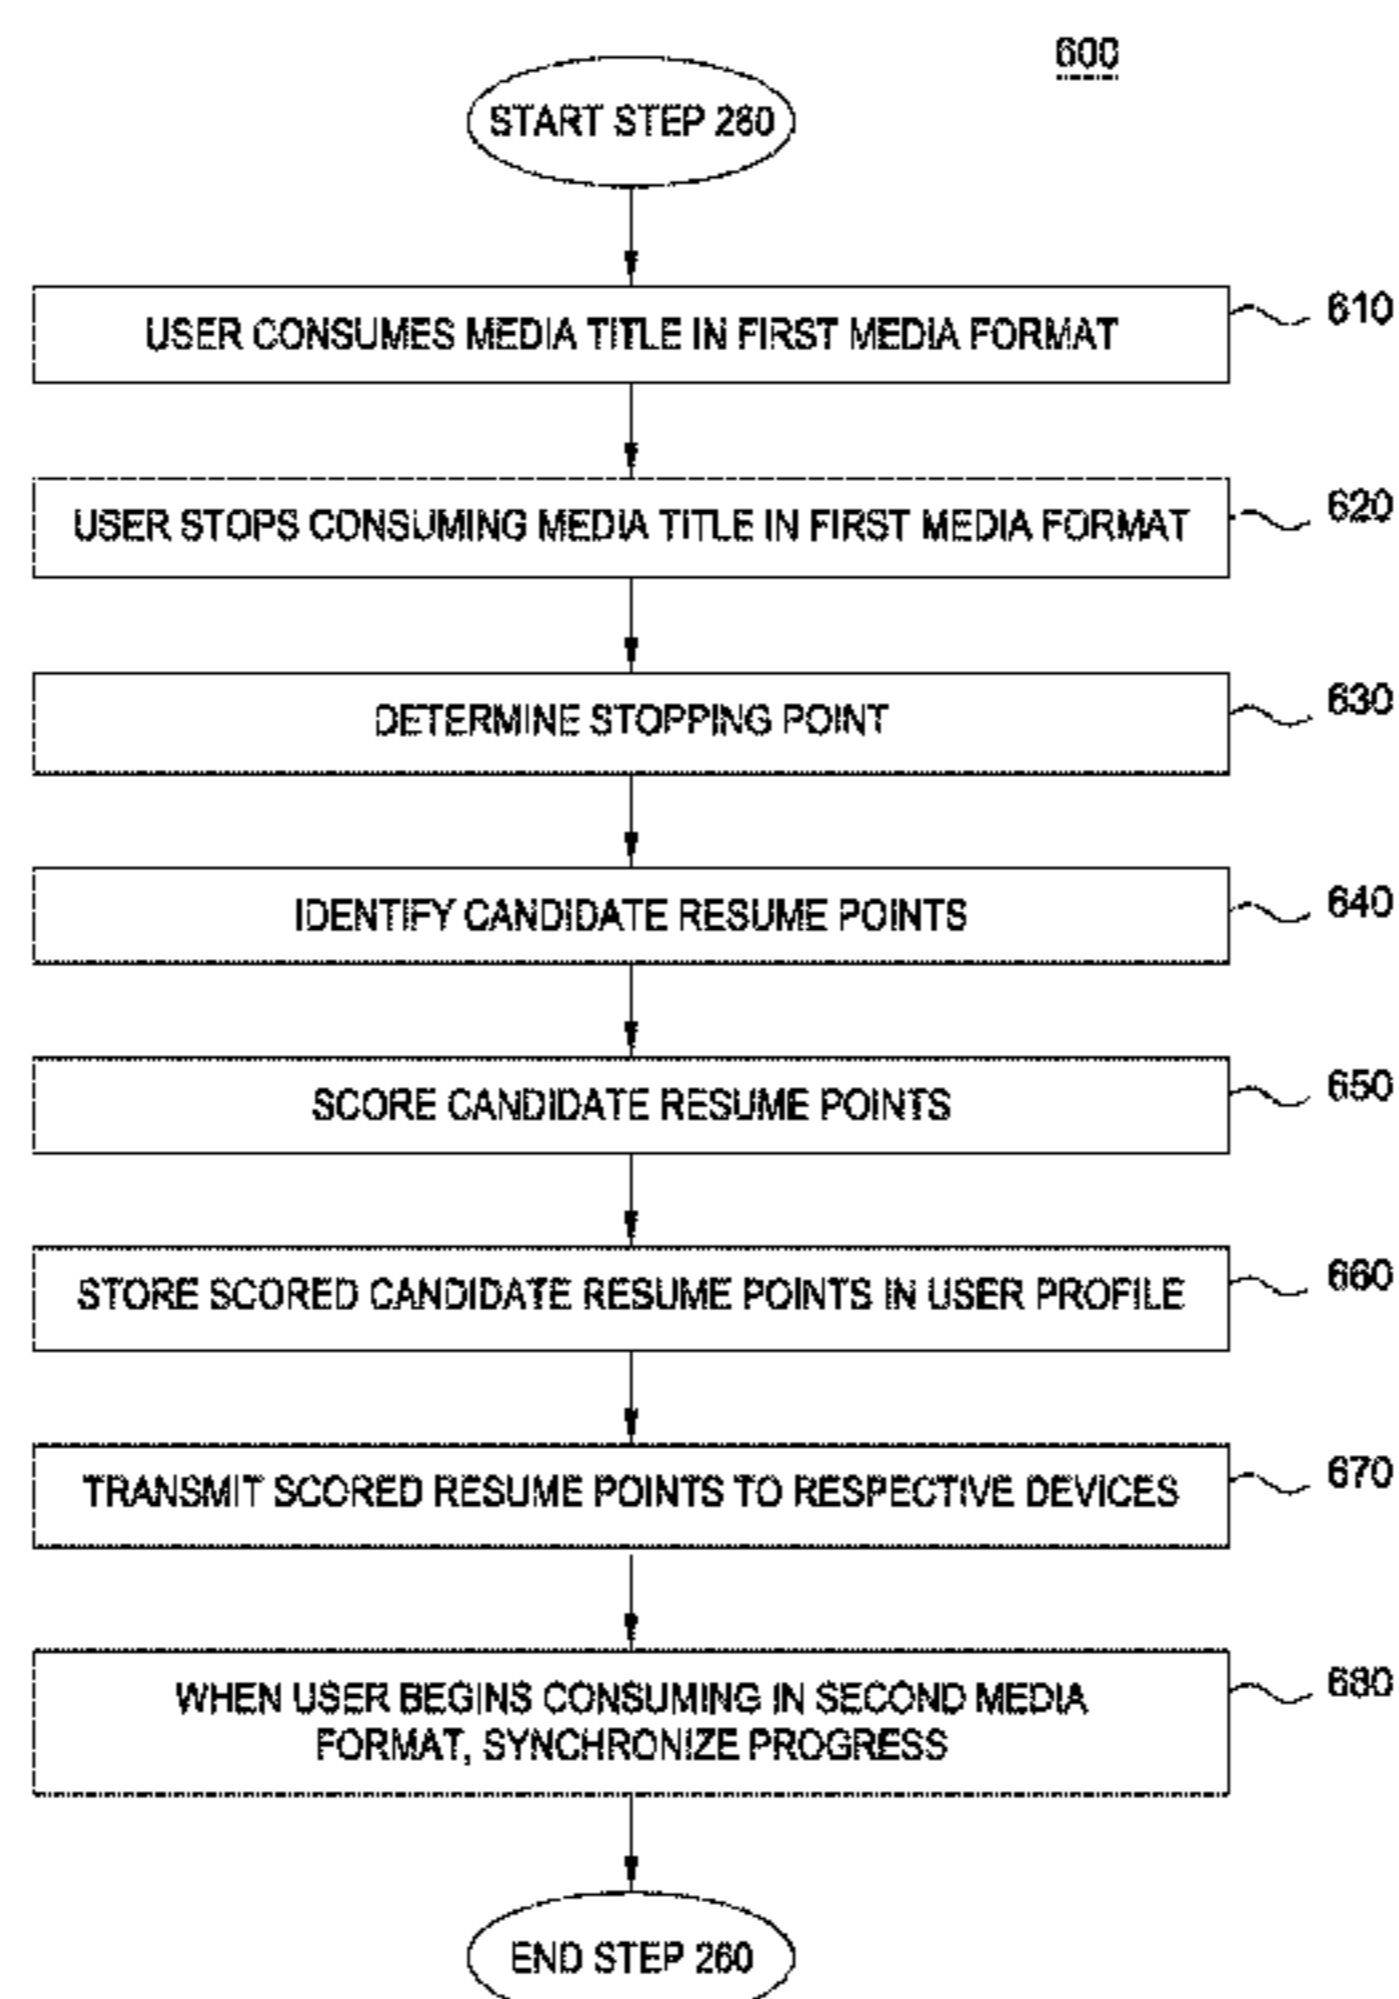 600
START STEP 260
USER CONSUMES MEDIA TITLE IN FIRST MEDIA FORMAT
610
USER STOPS CONSUMING MEDIA TITLE IN FIRST MEDIA FORMAT
620
DETERMINE STOPPING POINT
630
IDENTIFY CANDIDATE RESUME POINTS
640
SCORE CANDIDATE RESUME POINTS
650
STORE SCORED CANDIDATE RESUME POINTS IN USER PROFILE
660
TRANSMIT SCORED RESUME POINTS TO RESPECTIVE DEVICES
670
WHEN USER BEGINS CONSUMING IN SECOND MEDIA
FORMAT, SYNCHRONIZE PROGRESS
680
END STEP 260